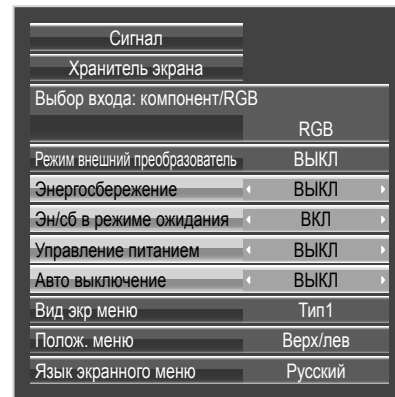 Сигнал
Хранитель экрана
Выбор входа: компонент/RGB
RGB
Режим внешний преобразователь ВЫКЛ
Энергосбережение ВЫКЛ
Эн/сб в режиме ожидания ВКЛ
Управление питанием ВЫКЛ
Авто выключение ВЫКЛ
Вид экр меню Тип1
Полож. меню Верх/лев
Язык экранного меню Русский